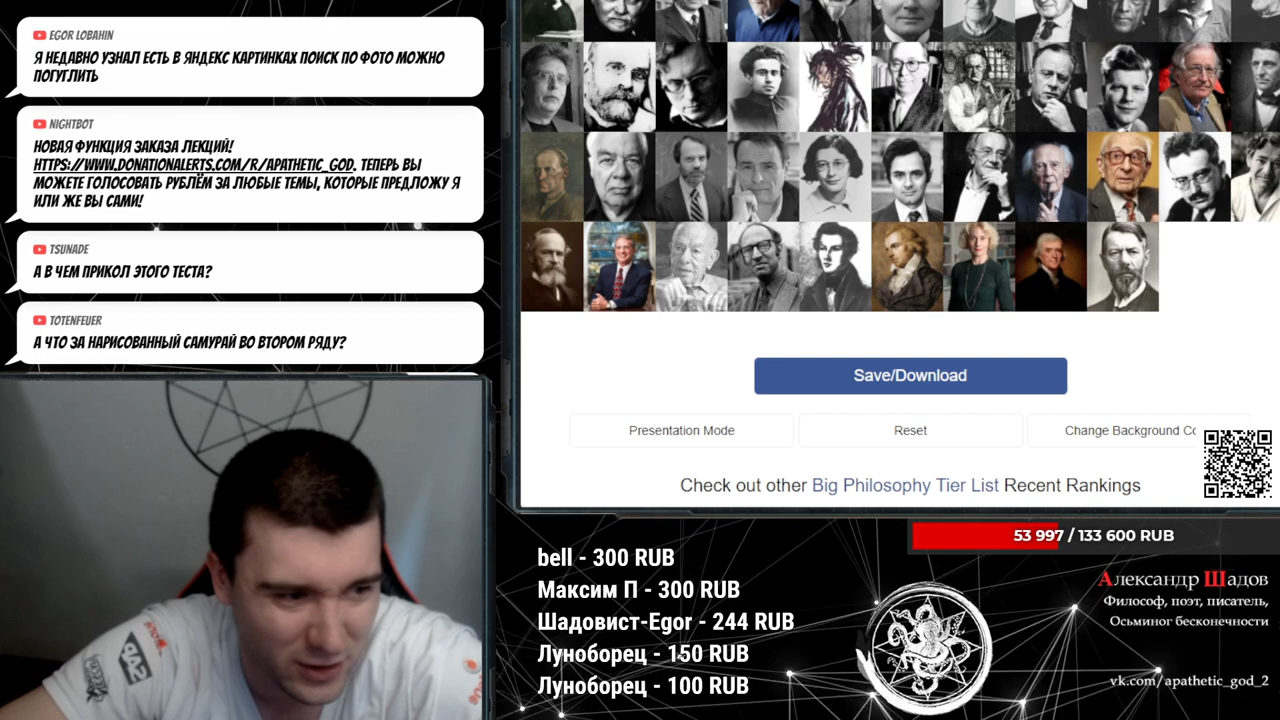 EGOR LOBAHIN
Я НЕДАВНО УЗНАЛ ЕСТЬ В ЯНДЕКС КАРТИНКАХ ПОИСК ПО ФОТО МОЖНО
ПОГУГЛИТЬ
NIGHTBOT
НОВАЯ ФУНКЦИЯ ЗАКАЗА ЛЕКЦИЙ!
HTTPS://WWW.DONATIONALERTS.COM/R/APATHETIC_GOD. ТЕПЕРЬ ВЫ
МОЖЕТЕ ГОЛОСОВАТЬ РУБЛЁМ ЗА ЛЮБЫЕ ТЕМЫ, КОТОРЫЕ ПРЕДЛОЖУ Я
ИЛИ ЖЕ ВЫ САМИ!
TSUNADE
А В ЧЕМ ПРИКОЛ ЭТОГО ТЕСТА?
TOTENFEUER
А ЧТО ЗА НАРИСОВАННЫЙ САМУРАЙ ВО ВТОРОМ РЯДУ?
Save/Download
Presentation Mode
Reset
Change Background Co
Check out other Big Philosophy Tier List Recent Rankings
53 997 / 133 600 RUB
bell - 300 RUB
Максим П - 300 RUB
Шадовист-Egor - 244 RUB
Луноборец - 150 RUB
Луноборец - 100 RUB
Александр Шадов
Философ, поэт, писатель,
Осьминог бесконечности
vk.com/apathetic_god_2
SAP